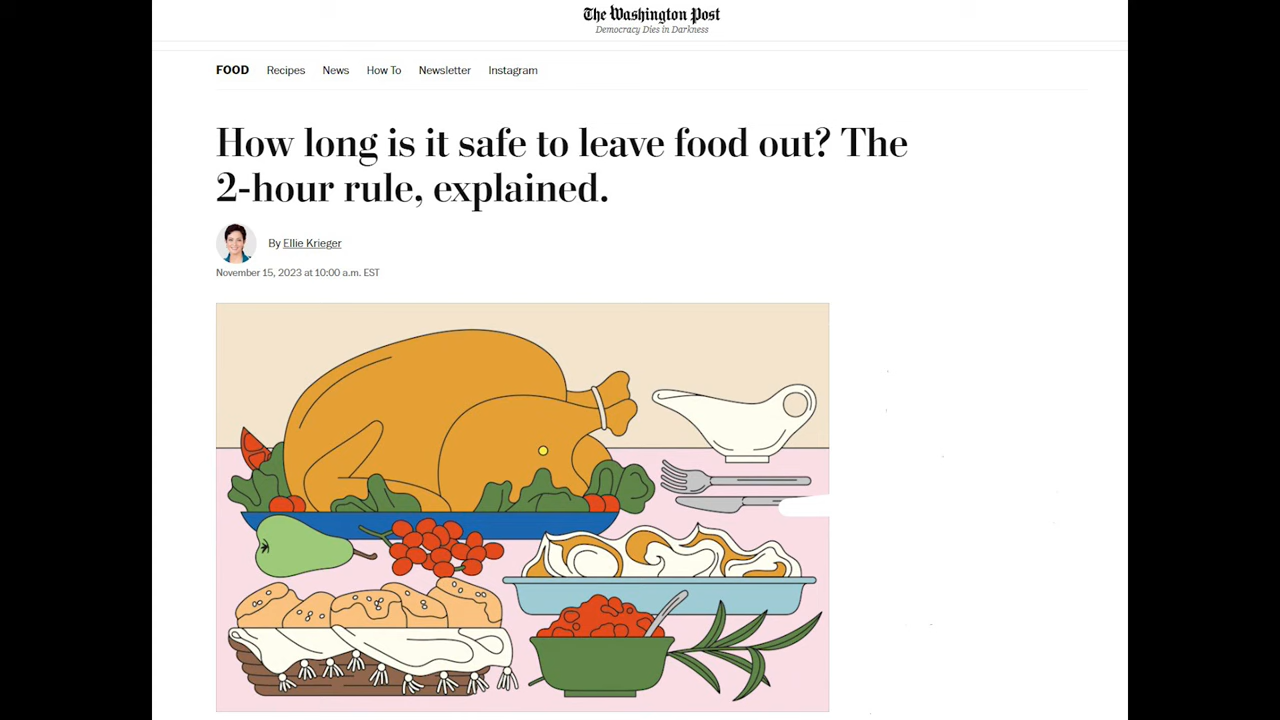 The Washington Post
Democracy Dies in Darkness
FOOD Recipes News How To Newsletter Instagram
How long is it safe to leave food out? The
2-hour rule, explained.
By Ellie Krieger
November 15, 2023 at 10:00 a.m. EST